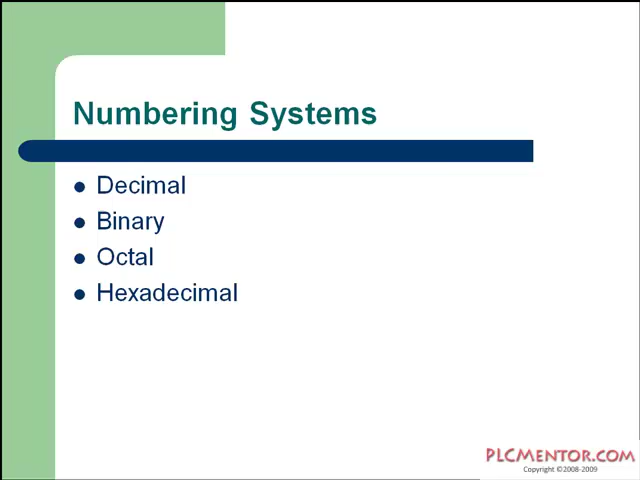 Numbering Systems
Decimal
Binary
Octal
Hexadecimal
PLCMentor.com
Copyright ©2008-2009